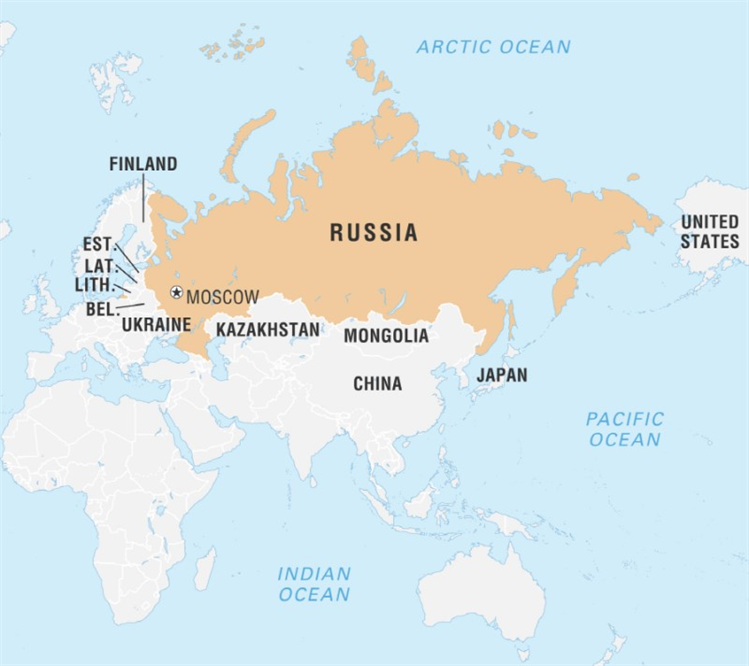 ARCTIC OCEAN
FINLAND
RUSSIA
UNITED
STATES
EST.
LAT.
LITH.
MOSCOW
BEL.
UKRAINE
KAZAKHSTAN
MONGOLIA
CHINA
JAPAN
PACIFIC
OCEAN
INDIAN
OCEAN